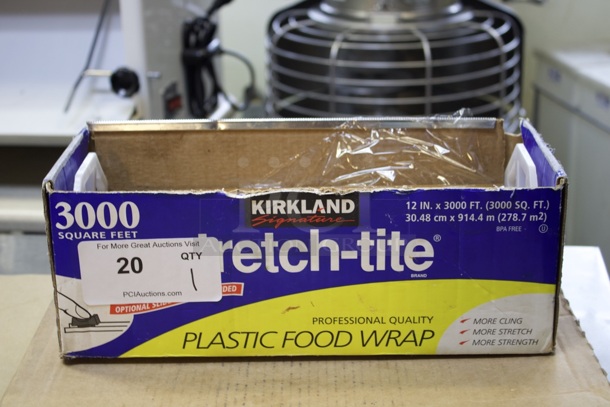 3000
SQUARE FEET
KIRKLAND
Signature
12 IN. x 3000 FT. (3000 SQ. FT.)
30.48 cm x 914.4 m (278.7 m2)
BPA FREE
U
For More Great Auctions Visit
20
QTY
1
PCIAuctions.com
retch-tite®
BRAND
OPTIONAL
DED
PROFESSIONAL QUALITY
PLASTIC FOOD WRAP
MORE CLING
MORE STRETCH
MORE STRENGTH